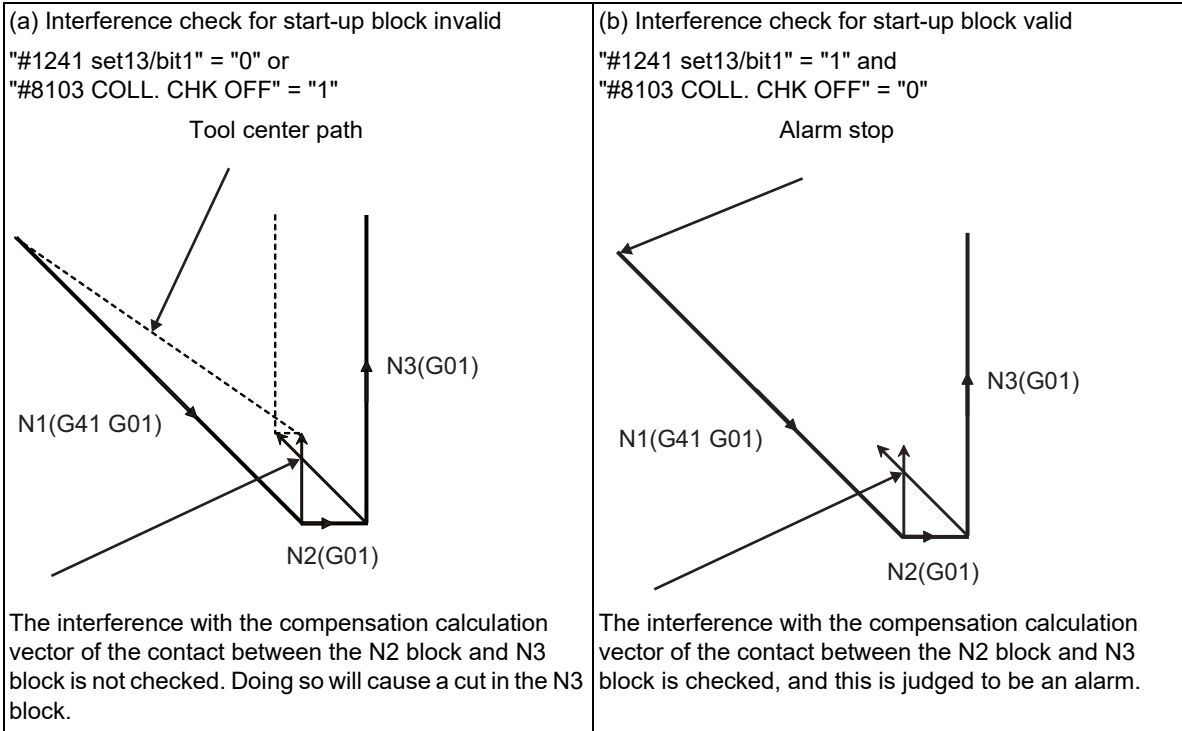 (a) Interference check for start-up block invalid
"#1241 set13/bit1" = "0" or
"#8103 COLL. CHK OFF" = "1"
Tool center path
N3(G01)
N1(G41 G01)
N2(G01)
The interference with the compensation calculation
vector of the contact between the N2 block and N3
block is not checked. Doing so will cause a cut in the N3
block.
(b) Interference check for start-up block valid
"#1241 set13/bit1" = "1" and
"#8103 COLL. CHK OFF" = "0"
Alarm stop
N3(G01)
N1(G41 G01)
N2(G01)
The interference with the compensation calculation
vector of the contact between the N2 block and N3
block is checked, and this is judged to be an alarm.